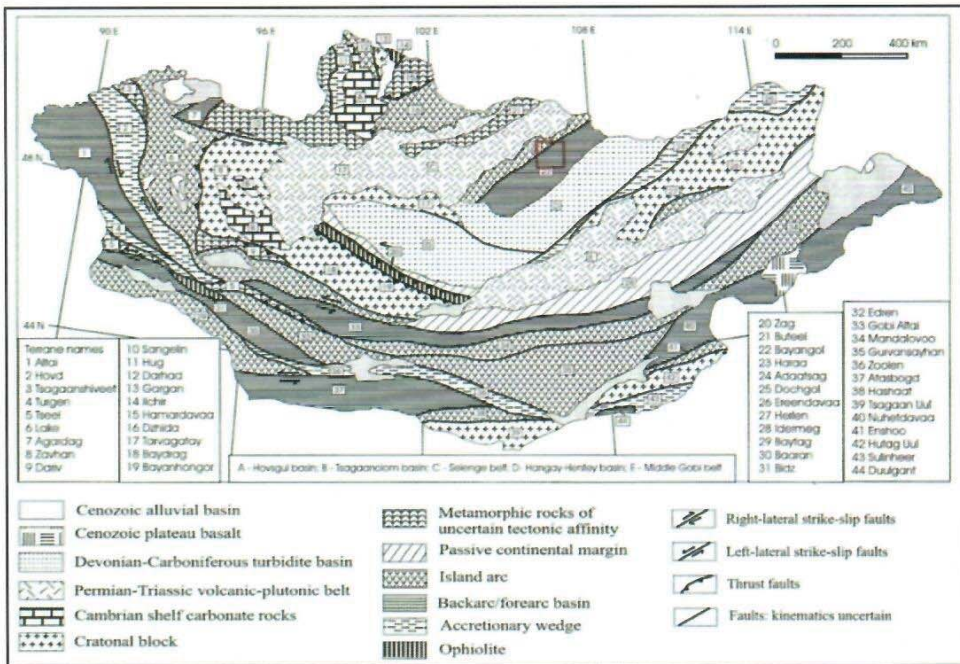 90 E
96 E
102 E
108 E
114 E
0 200 400 km
48 N
44 N
Terrane names
1 Altai
2 Hovd
3 Tsagaanshiveet
4 Turgen
5 Tseel
6 Lake
7 Agardag
8 Zavhan
9 Dariv
10 Sangelin
11 Hug
12 Darhad
13 Gargan
14 Ilchir
15 Hamardavaa
16 Dzhida
17 Tarvagatay
18 Baydrag
19 Bayanhongor
A - Hovsgul basin; B - Tsagaanolom basin; C - Selenge belt; D- Hangay-Hentey basin; E - Middle Gobi belt
20 Zag
21 Buteel
22 Bayangol
23 Haraa
24 Adaatsag
25 Dochgol
26 Ereendavaa
27 Herlen
28 Idermeg
29 Baytag
30 Baaran
31 Bidz
32 Edren
33 Gobi Altai
34 Mandalovoo
35 Gurvansayhan
36 Zoolen
37 Atasbogd
38 Hashaat
39 Tsagaan Uul
40 Nuhetdavaa
41 Enshoo
42 Hutag Uul
43 Sulinheer
44 Duulgant
Cenozoic alluvial basin
Cenozoic plateau basalt
Devonian-Carboniferous turbidite basin
Permian-Triassic volcanic-plutonic belt
Cambrian shelf carbonate rocks
Cratonal block
Metamorphic rocks of
uncertain tectonic affinity
Passive continental margin
Island arc
Backarc/forearc basin
Accretionary wedge
Ophiolite
Right-lateral strike-slip faults
Left-lateral strike-slip faults
Thrust faults
Faults: kinematics uncertain